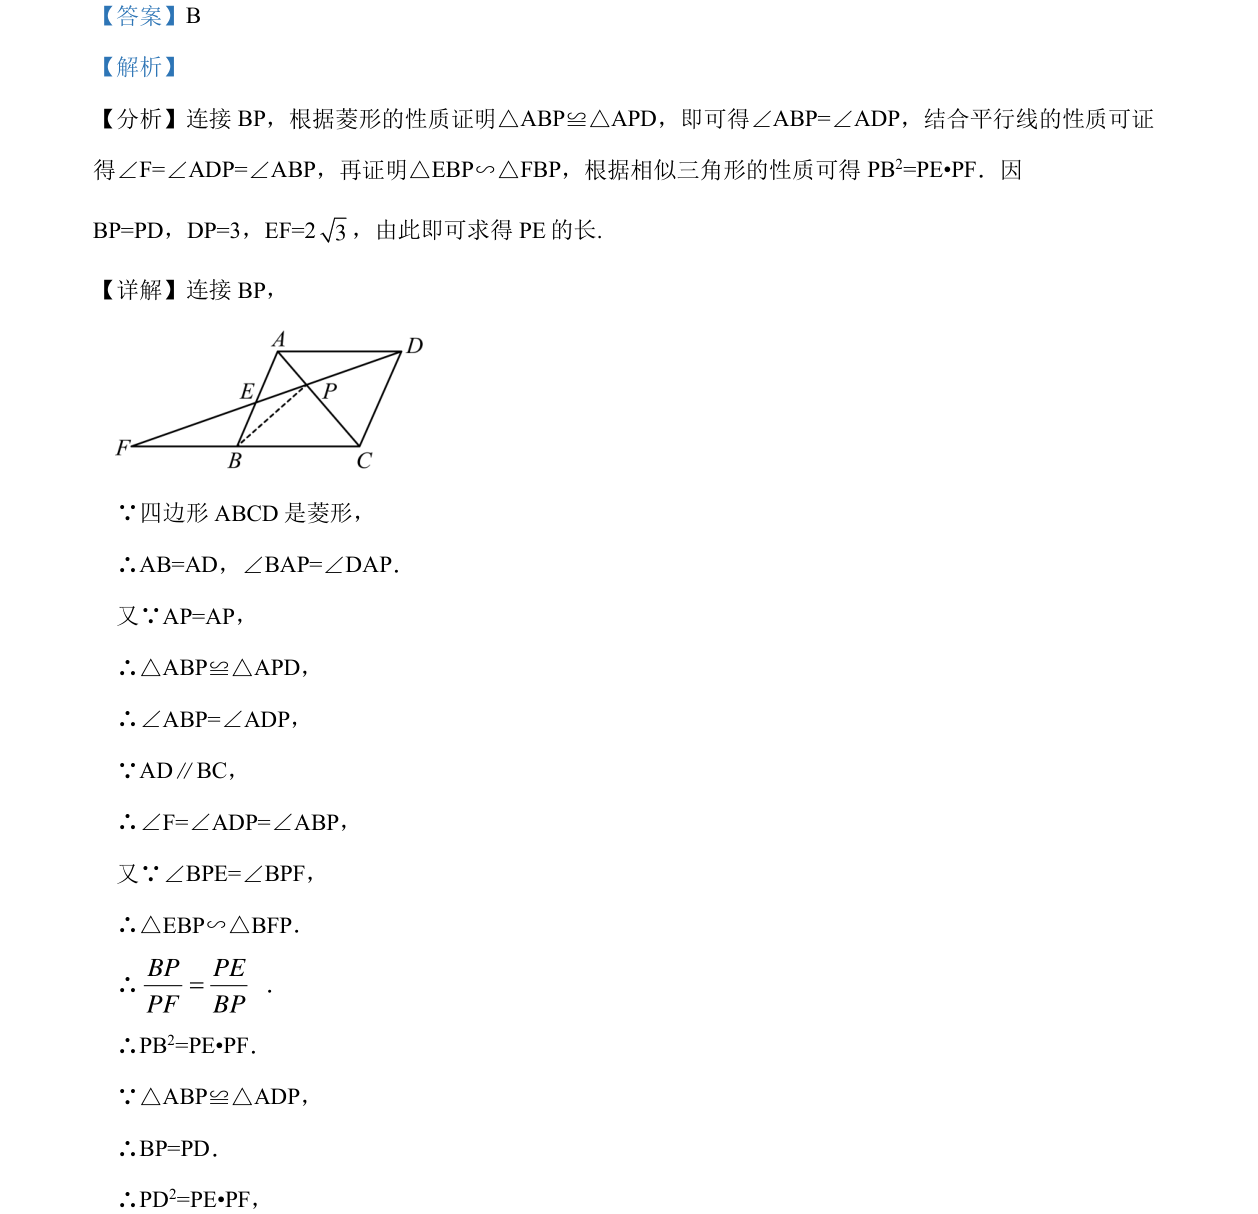 【答案】B
【解析】
【分析】连接 BP，根据菱形的性质证明△ABP≌△APD，即可得∠ABP=∠ADP，结合平行线的性质可证
得∠F=∠ADP=∠ABP，再证明△EBP∽△FBP，根据相似三角形的性质可得 PB²=PE•PF．因
BP=PD，DP=3，EF=2√3，由此即可求得 PE 的长.
【详解】连接 BP，
A
D
E
P
F
B
C
∵四边形 ABCD 是菱形，
∴AB=AD，∠BAP=∠DAP．
又∵AP=AP，
∴△ABP≌△APD，
∴∠ABP=∠ADP，
∵AD∥BC，
∴∠F=∠ADP=∠ABP，
又∵∠BPE=∠BPF，
∴△EBP∽△BFP．
∴BP/PF=PE/BP．
∴PB²=PE•PF．
∵△ABP≌△ADP，
∴BP=PD．
∴PD²=PE•PF，